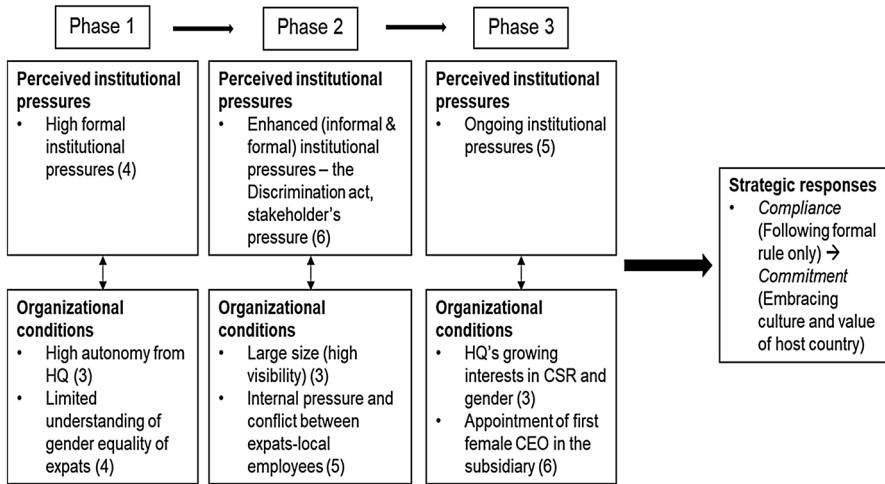 Phase 1
Phase 2
Phase 3
Perceived institutional
pressures
• High formal
institutional
pressures (4)
Perceived institutional
pressures
• Enhanced (informal &
formal) institutional
pressures – the
Discrimination act,
stakeholder's
pressure (6)
Perceived institutional
pressures
• Ongoing institutional
pressures (5)
Organizational
conditions
• High autonomy from
HQ (3)
• Limited
understanding of
gender equality of
expats (4)
Organizational
conditions
• Large size (high
visibility) (3)
• Internal pressure and
conflict between
expats-local
employees (5)
Organizational
conditions
• HQ's growing
interests in CSR and
gender (3)
• Appointment of first
female CEO in the
subsidiary (6)
Strategic responses
• Compliance
(Following formal
rule only) →
Commitment
(Embracing
culture and value
of host country)